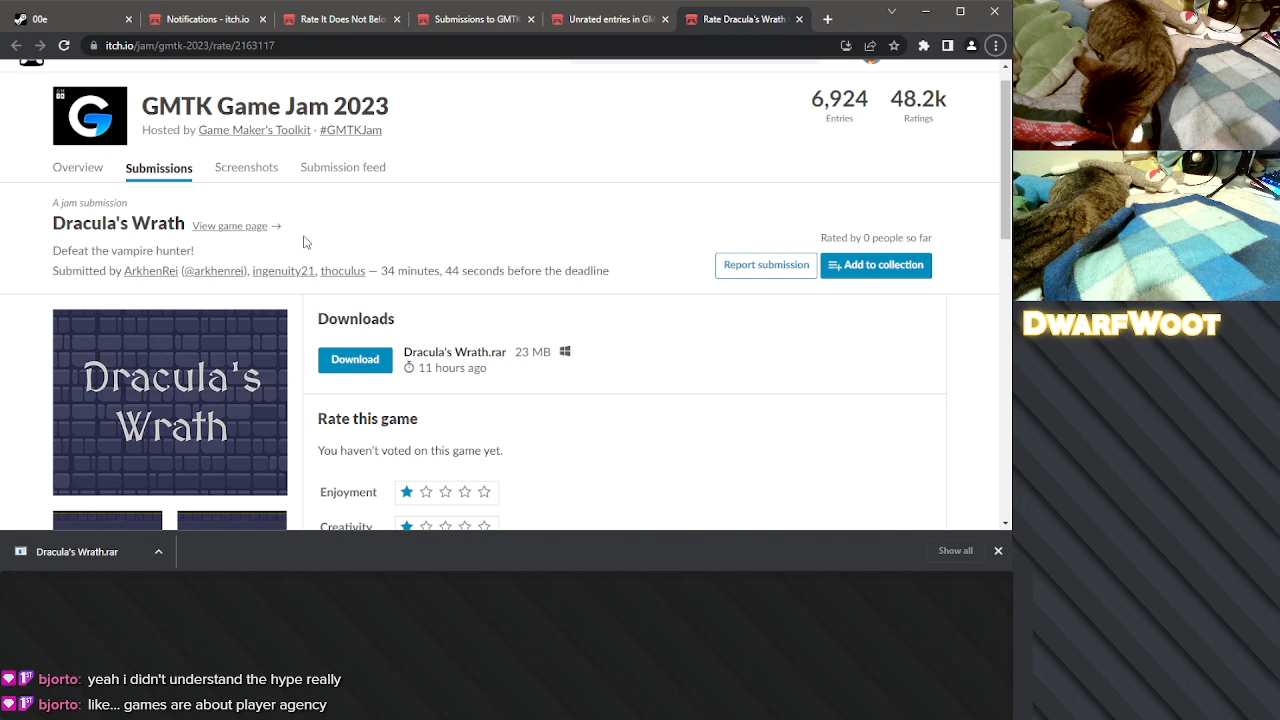 00e
Notifications - itch.io
Rate It Does Not Belo
Submissions to GMTK
Unrated entries in GM
Rate Dracula's Wrath
itch.io/jam/gmtk-2023/rate/2163117
GMTK Game Jam 2023
Hosted by Game Maker's Toolkit · #GMTKJam
6,924
Entries
48.2k
Ratings
Overview
Submissions
Screenshots
Submission feed
A jam submission
Dracula's Wrath View game page →
Defeat the vampire hunter!
Submitted by ArkhenRei (@arkhenrei), ingenuity21, thoculus — 34 minutes, 44 seconds before the deadline
Rated by 0 people so far
Report submission
Add to collection
Dracula's
Wrath
Downloads
Download
Dracula's Wrath.rar 23 MB
11 hours ago
Rate this game
You haven't voted on this game yet.
Enjoyment
Creativity
Dracula's Wrath.rar
Show all
DwarfWoot
bjorto: yeah i didn't understand the hype really
bjorto: like... games are about player agency